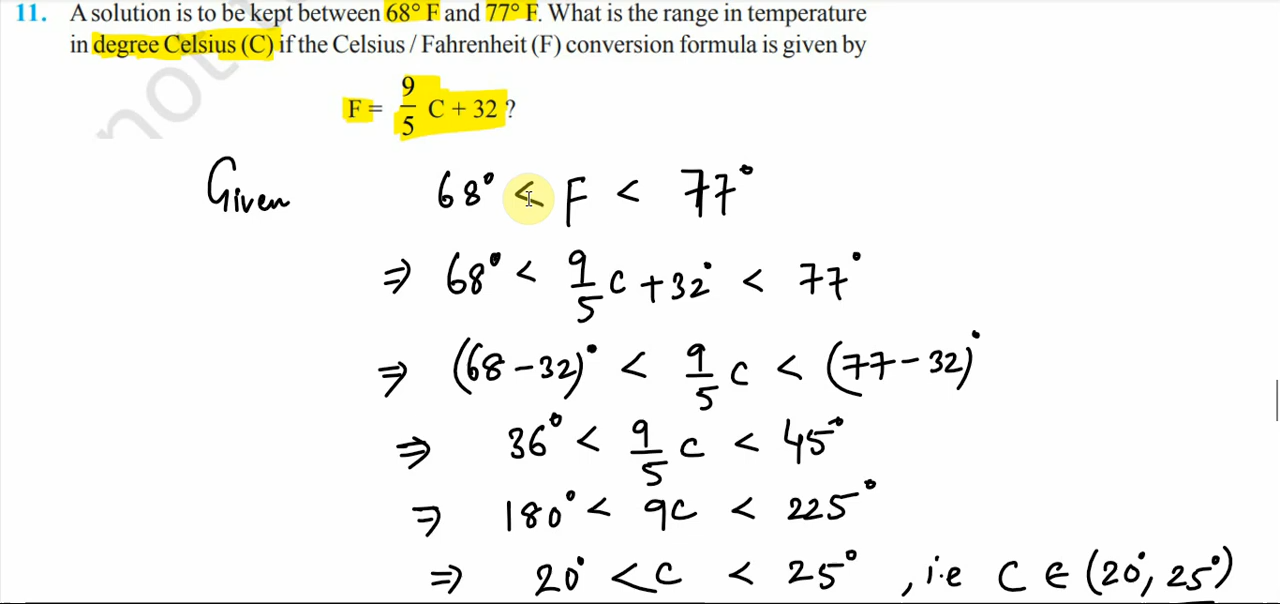 11. A solution is to be kept between 68° F and 77° F. What is the range in temperature
in degree Celsius (C) if the Celsius / Fahrenheit (F) conversion formula is given by
F = 9/5 C + 32 ?
Given 68° < F < 77°
⇒ 68° < 9/5 C + 32° < 77°
⇒ (68 - 32)° < 9/5 C < (77 - 32)°
⇒ 36° < 9/5 C < 45°
⇒ 180° < 9C < 225°
⇒ 20° < C < 25° , i.e C ∈ (20°, 25°)
not